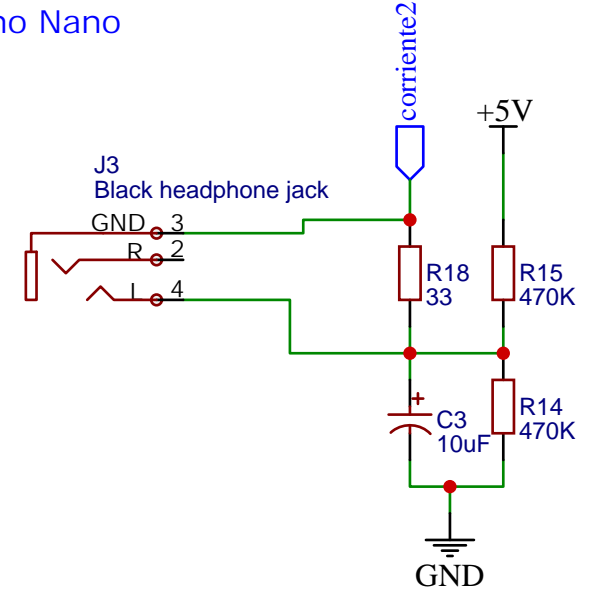 no Nano
corriente2
+5V
J3
Black headphone jack
GND 3
R 2
L 4
R18
33
R15
470K
+
C3
10uF
R14
470K
GND